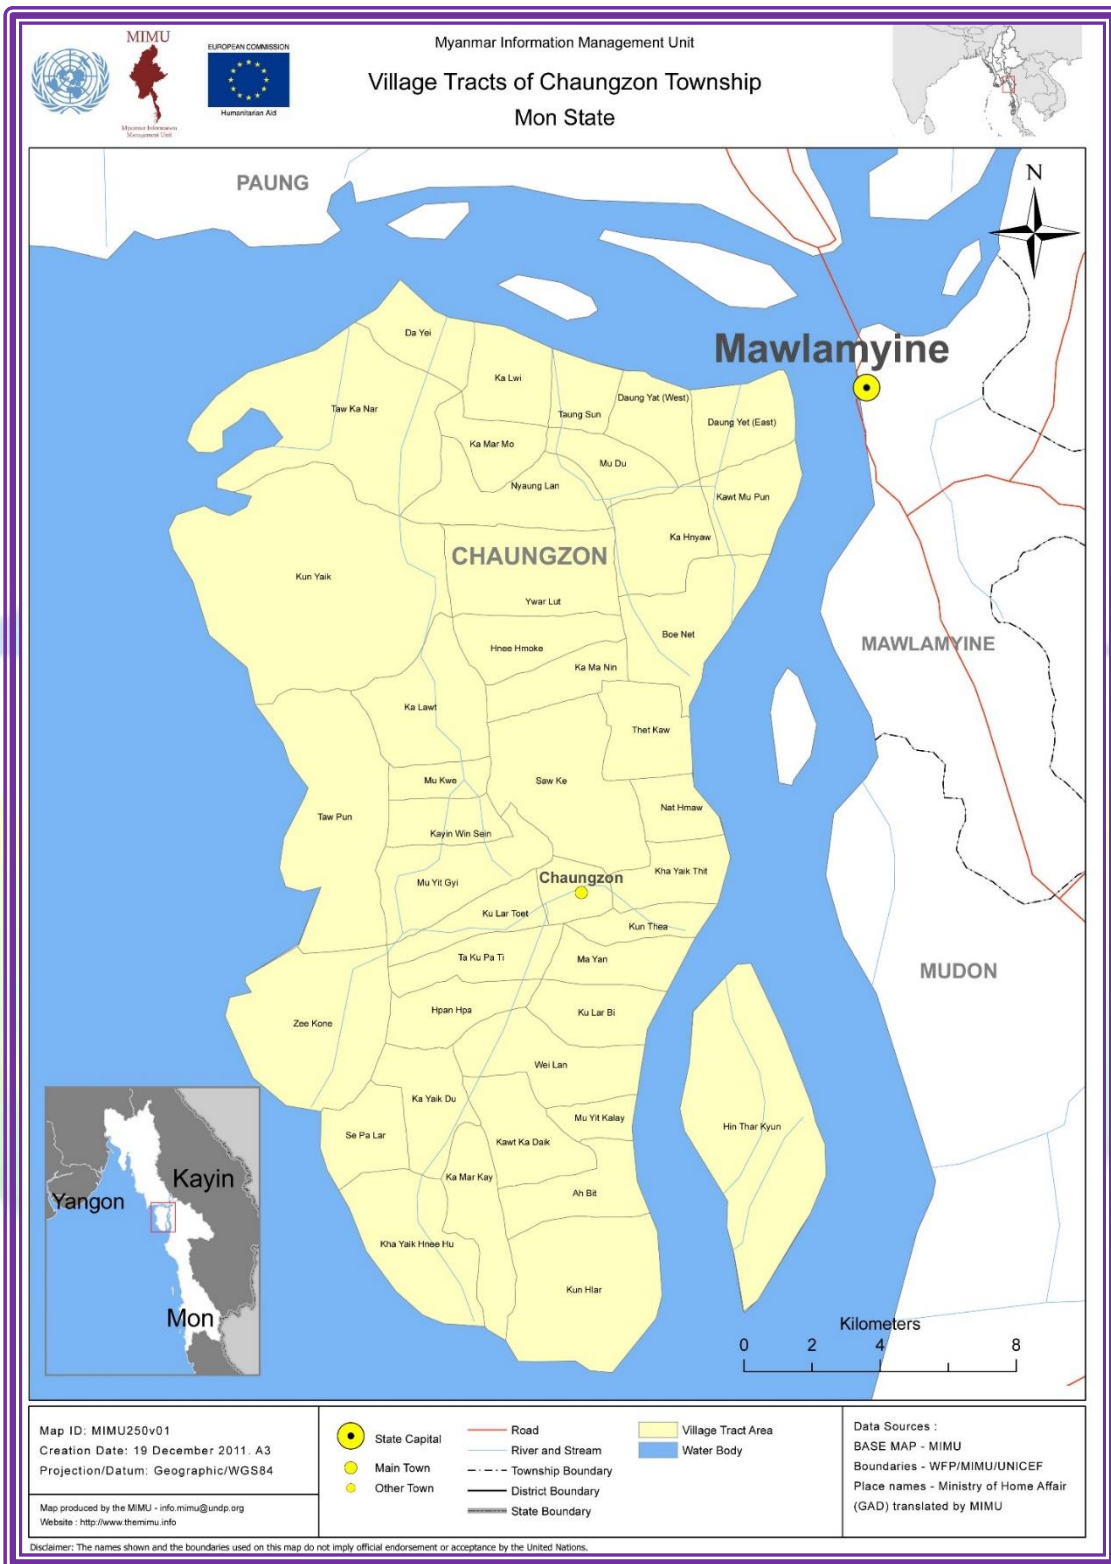 MIMU
Myanmar Information
Management Unit
EUROPEAN COMMISSION
Humanitarian Aid
Myanmar Information Management Unit
Village Tracts of Chaungzon Township
Mon State
PAUNG
N
Mawlamyine
Da Yei
Ka Lwi
Taw Ka Nar
Taung Sun
Daung Yat (West)
Daung Yet (East)
Ka Mar Mo
Mu Du
Nyaung Lan
Kawt Mu Pun
Ka Hnyaw
CHAUNGZON
Kun Yaik
Ywar Lut
Boe Net
MAWLAMYINE
Hnee Hmoke
Ka Ma Nin
Ka Lawt
Thet Kaw
Mu Kwe
Saw Ke
Taw Pun
Nat Hmaw
Kayin Win Sein
Kha Yaik Thit
Mu Yit Gyi
Chaungzon
Ku Lar Toet
Kun Thea
Ta Ku Pa Ti
Ma Yan
MUDON
Hpan Hpa
Ku Lar Bi
Zee Kone
Wei Lan
Ka Yaik Du
Mu Yit Kalay
Hin Thar Kyun
Se Pa Lar
Kawt Ka Daik
Ka Mar Kay
Ah Bit
Kha Yaik Hnee Hu
Kun Hlar
Kayin
Yangon
Mon
Kilometers
0 2 4 8
Map ID: MIMU250v01
Creation Date: 19 December 2011. A3
Projection/Datum: Geographic/WGS84
Map produced by the MIMU - info.mimu@undp.org
Website : http://www.themimu.info
State Capital
Main Town
Other Town
Road
River and Stream
Township Boundary
District Boundary
State Boundary
Village Tract Area
Water Body
Data Sources :
BASE MAP - MIMU
Boundaries - WFP/MIMU/UNICEF
Place names - Ministry of Home Affair
(GAD) translated by MIMU
Disclaimer: The names shown and the boundaries used on this map do not imply official endorsement or acceptance by the United Nations.